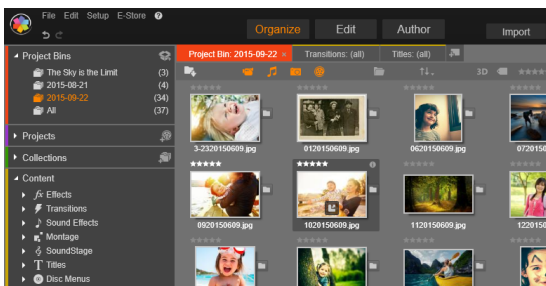 File Edit Setup E-Store ?
Organize Edit Author Import
Project Bins
The Sky is the Limit (3)
2015-08-21 (4)
2015-09-22 (34)
All (37)
Projects
Collections
Content
fx Effects
Transitions
Sound Effects
Montage
SoundStage
T Titles
Disc Menus
Project Bin: 2015-09-22 × Transitions: (all) Titles: (all)
3D
3-2320150609.jpg 0120150609.jpg 0620150609.jpg 0720150
0920150609.jpg 1020150609.jpg 1120150609.jpg 1220150